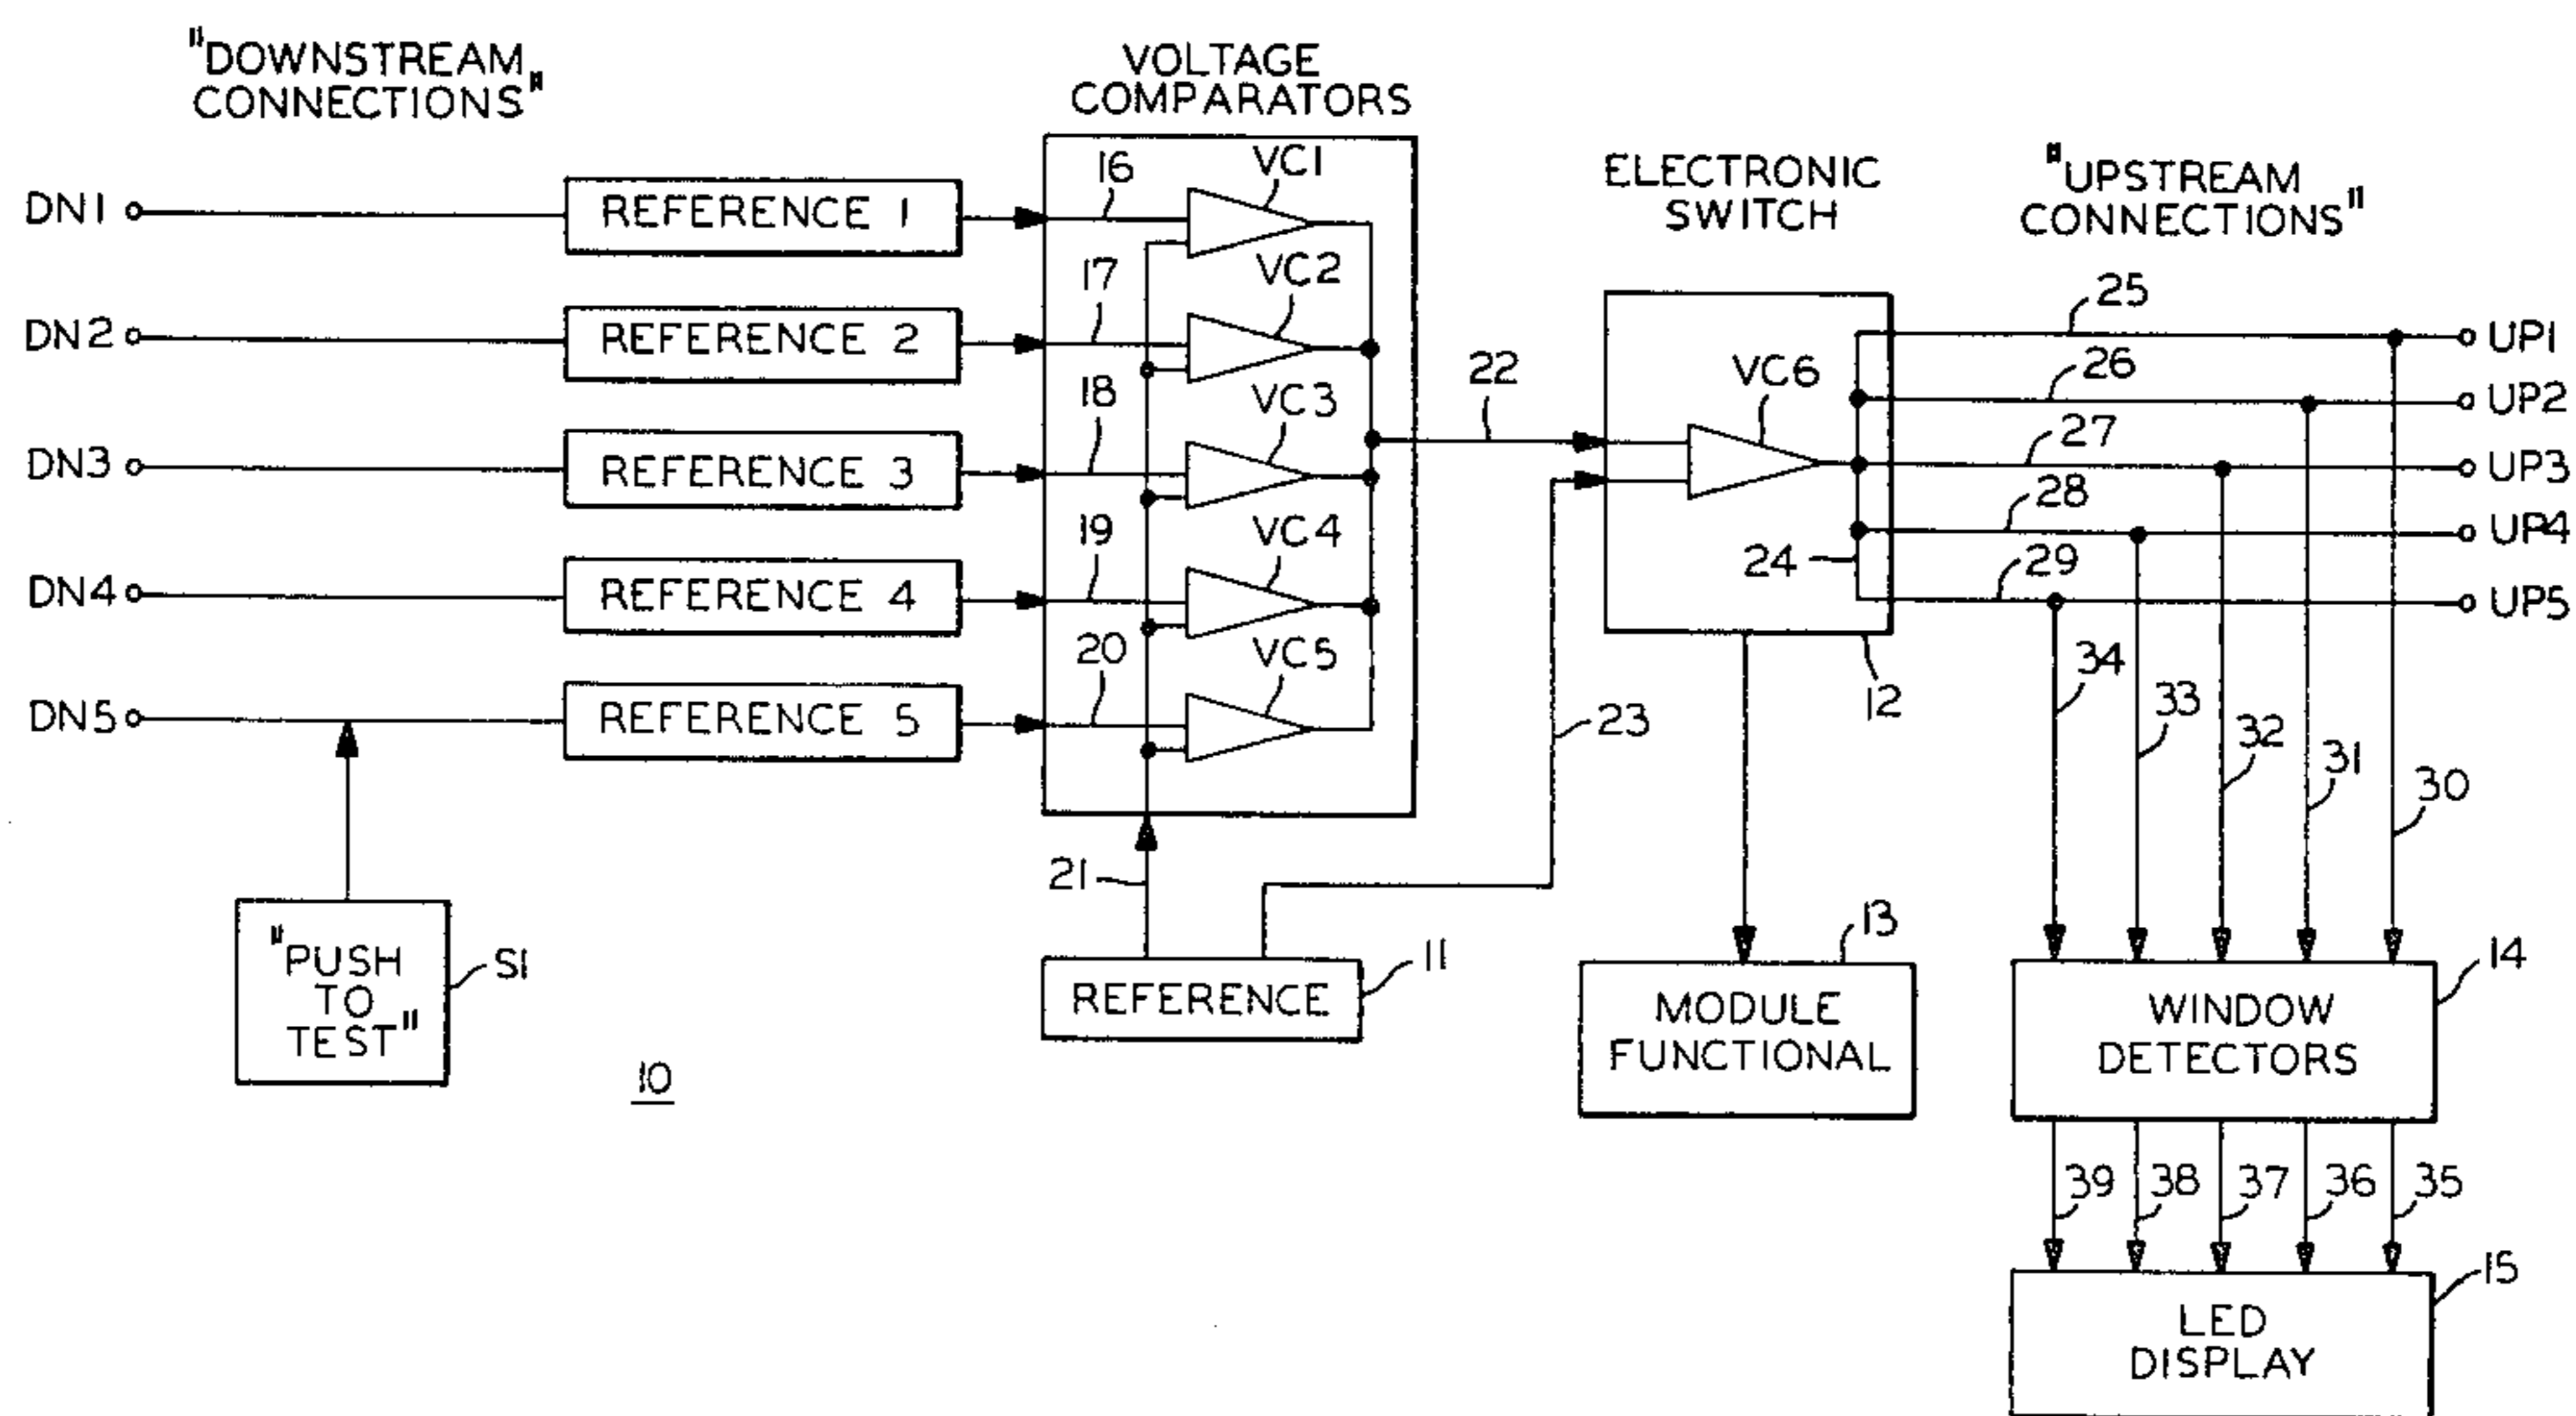 "DOWNSTREAM
CONNECTIONS"
VOLTAGE
COMPARATORS
ELECTRONIC
SWITCH
"UPSTREAM
CONNECTIONS"
DN1
REFERENCE 1
16
VC1
DN2
REFERENCE 2
17
VC2
DN3
REFERENCE 3
18
VC3
DN4
REFERENCE 4
19
VC4
DN5
REFERENCE 5
20
VC5
22
VC6
25
UP1
26
UP2
27
UP3
28
UP4
24
29
UP5
12
23
34
33
32
31
30
21
"PUSH
TO
TEST"
S1
10
REFERENCE
11
13
MODULE
FUNCTIONAL
14
WINDOW
DETECTORS
39
38
37
36
35
15
LED
DISPLAY